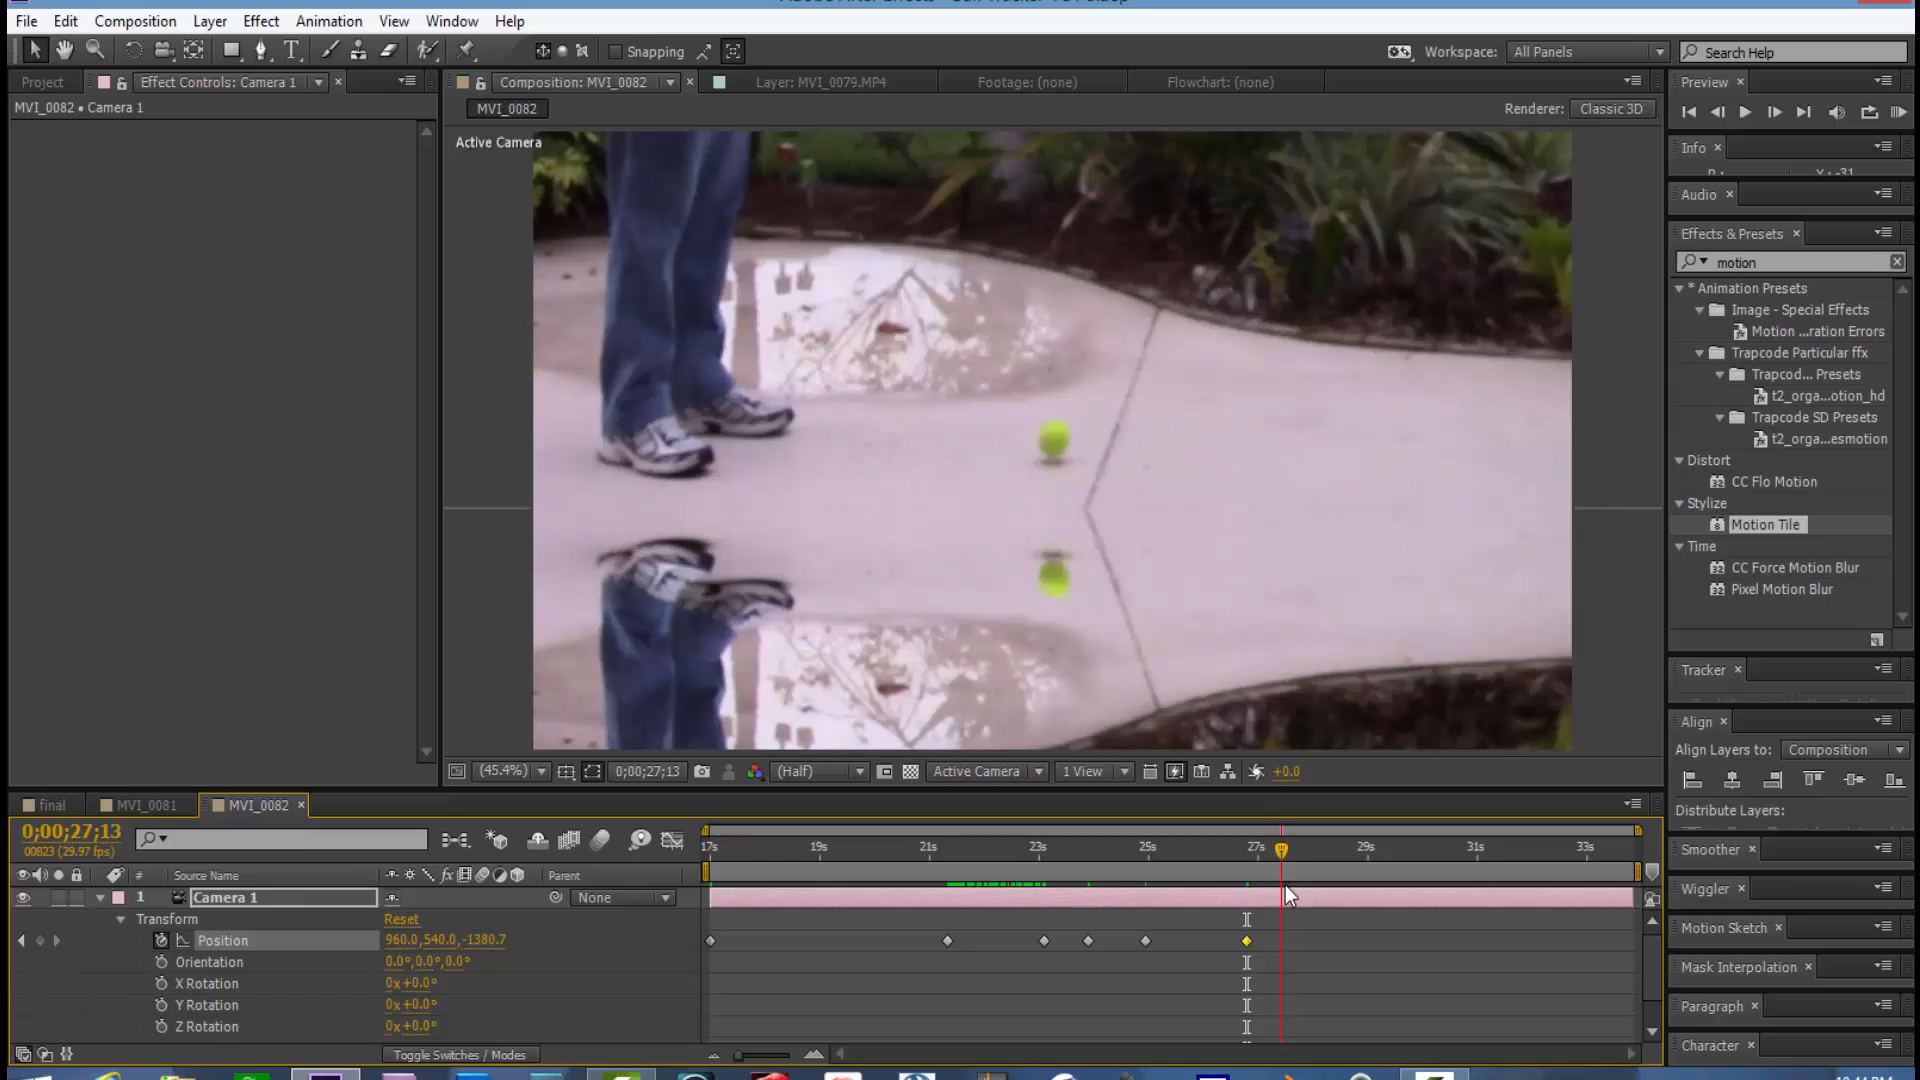 File Edit Composition Layer Effect Animation View Window Help
Snapping Workspace: All Panels Search Help
Project Effect Controls: Camera 1 Composition: MVI_0082 Layer: MVI_0079.MP4 Footage: (none) Flowchart: (none) Preview
MVI_0082 • Camera 1 MVI_0082 Renderer: Classic 3D
Active Camera
Info
Audio
Effects & Presets
motion
* Animation Presets
Image - Special Effects
Motion ...ration Errors
Trapcode Particular ffx
Trapcod... Presets
t2_orga...otion_hd
Trapcode SD Presets
t2_orga...esmotion
Distort
CC Flo Motion
Stylize
Motion Tile
Time
CC Force Motion Blur
Pixel Motion Blur
Tracker
Align
Align Layers to: Composition
Distribute Layers:
Smoother
Wiggler
Motion Sketch
Mask Interpolation
Paragraph
Character
(45.4%) 0;00;27;13 (Half) Active Camera 1 View +0.0
final MVI_0081 MVI_0082
0;00;27;13
00823 (29.97 fps)
17s 19s 21s 23s 25s 27s 29s 31s 33s
# Source Name fx Parent
1 Camera 1 None
Transform Reset
Position 960.0,540.0,-1380.7
Orientation 0.0°,0.0°,0.0°
X Rotation 0x+0.0°
Y Rotation 0x+0.0°
Z Rotation 0x+0.0°
Toggle Switches / Modes